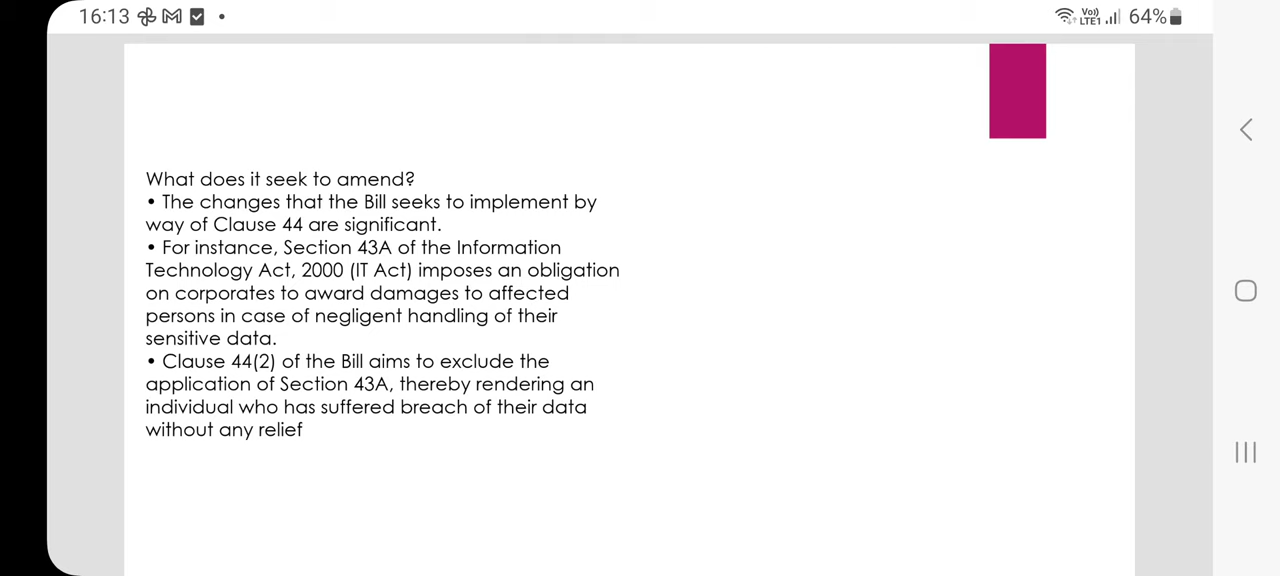 16:13
Vo)) LTE1 64%
What does it seek to amend?
• The changes that the Bill seeks to implement by
way of Clause 44 are significant.
• For instance, Section 43A of the Information
Technology Act, 2000 (IT Act) imposes an obligation
on corporates to award damages to affected
persons in case of negligent handling of their
sensitive data.
• Clause 44(2) of the Bill aims to exclude the
application of Section 43A, thereby rendering an
individual who has suffered breach of their data
without any relief